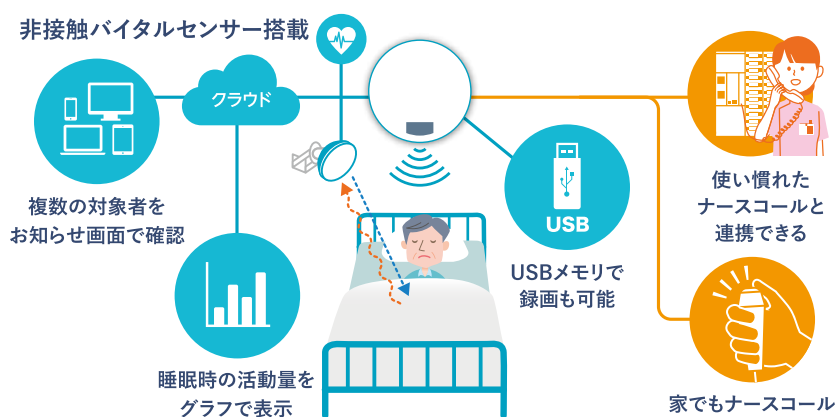 非接触バイタルセンサー搭載
クラウド
複数の対象者を
お知らせ画面で確認
睡眠時の活動量を
グラフで表示
USB
USBメモリで
録画も可能
使い慣れた
ナースコールと
連携できる
家でもナースコール